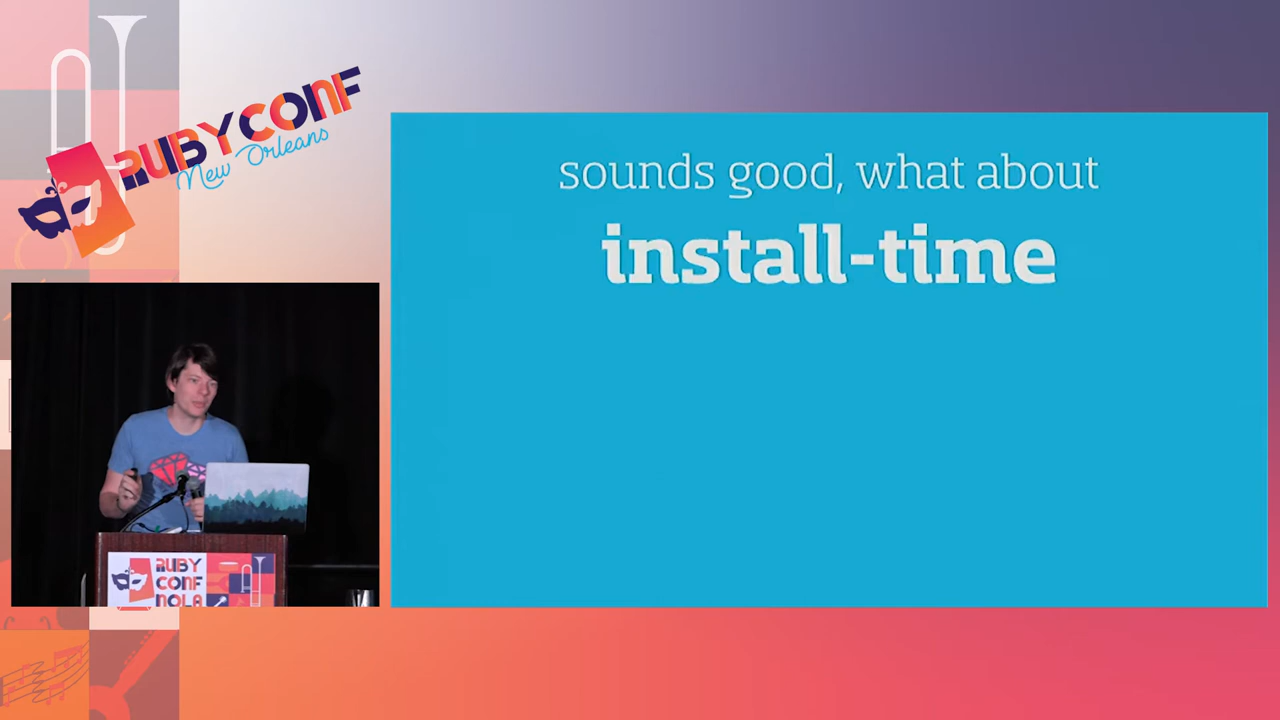 RUBYCONF
New Orleans
sounds good, what about
install-time
RUBY
CONF
NOLA